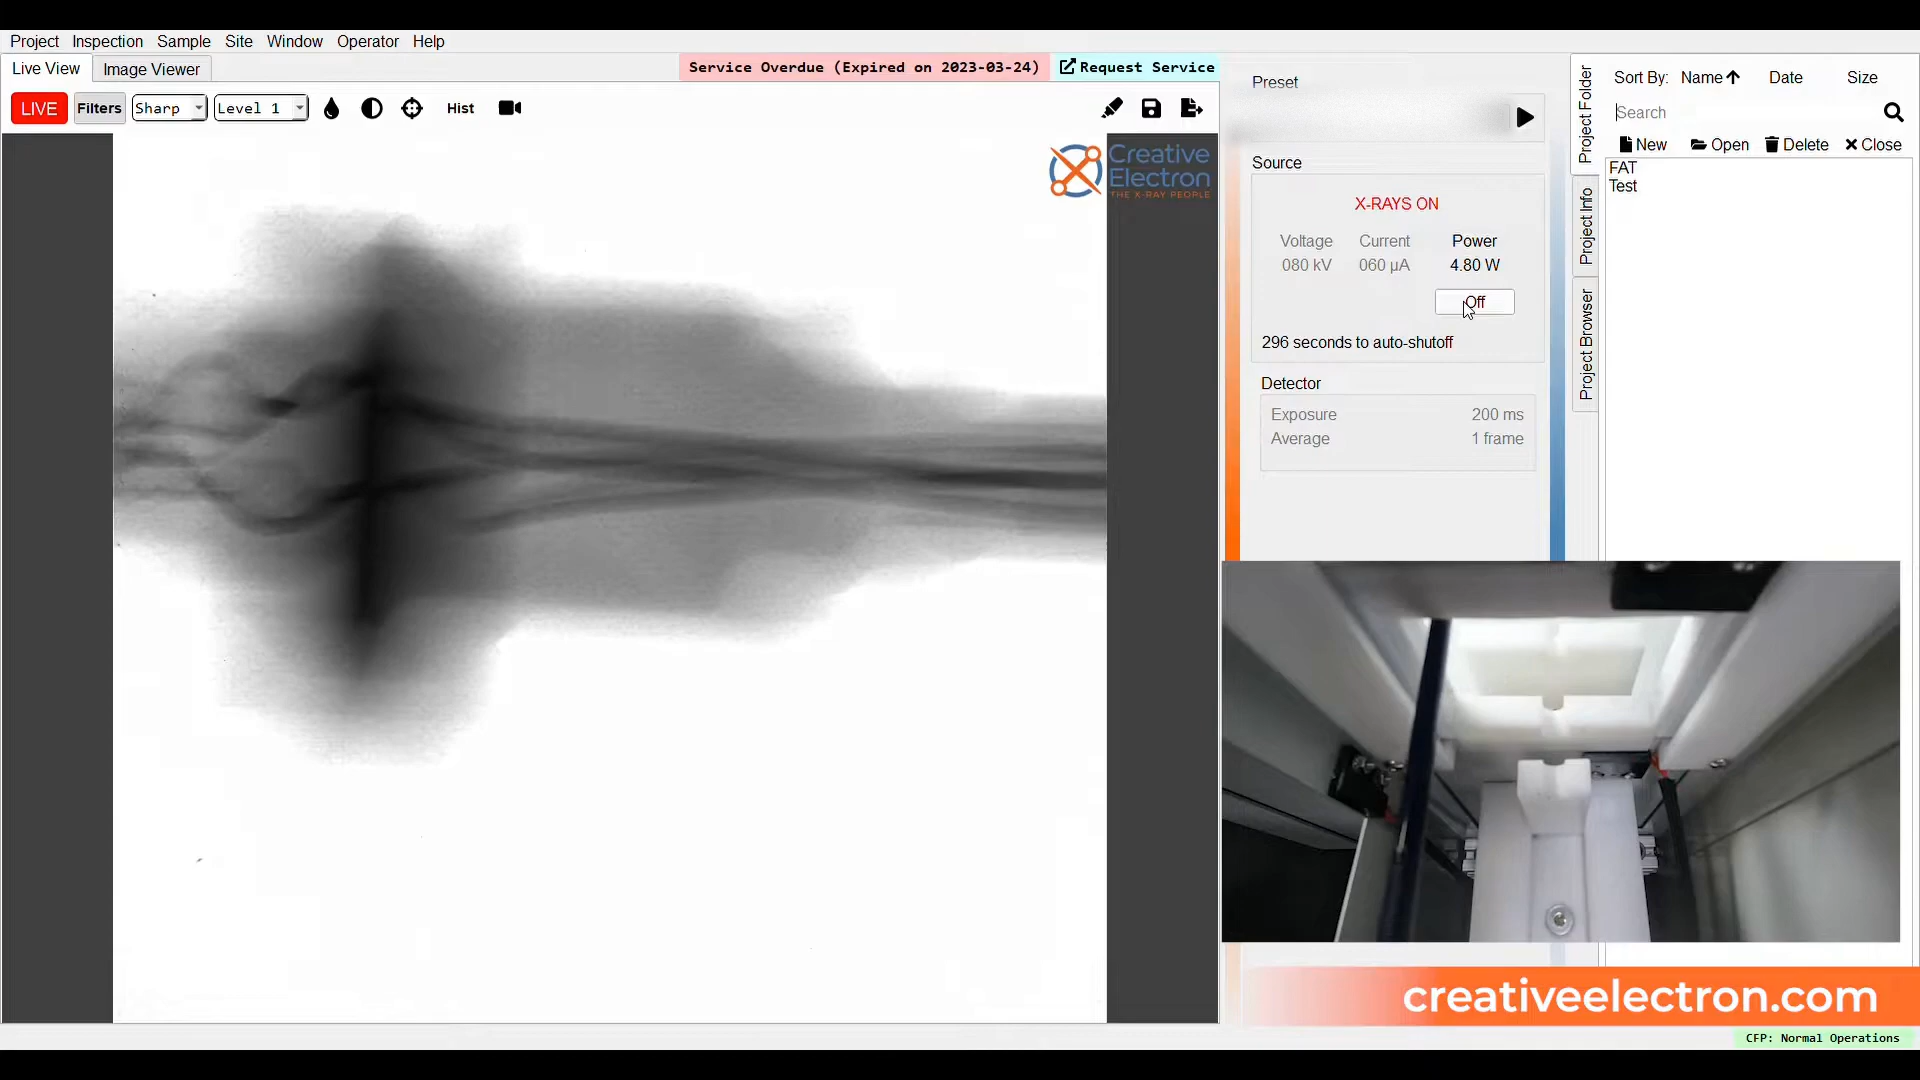 Project Inspection Sample Site Window Operator Help
Live View Image Viewer
Service Overdue (Expired on 2023-03-24) Request Service
LIVE Filters Sharp Level 1 Hist
Creative
Electron
THE X-RAY PEOPLE
Preset
Source
X-RAYS ON
Voltage Current Power
080 kV 060 µA 4.80 W
Off
296 seconds to auto-shutoff
Detector
Exposure 200 ms
Average 1 frame
Project Folder
Project Info
Project Browser
Sort By: Name Date Size
Search
New Open Delete Close
FAT
Test
creativeelectron.com
CFP: Normal Operations